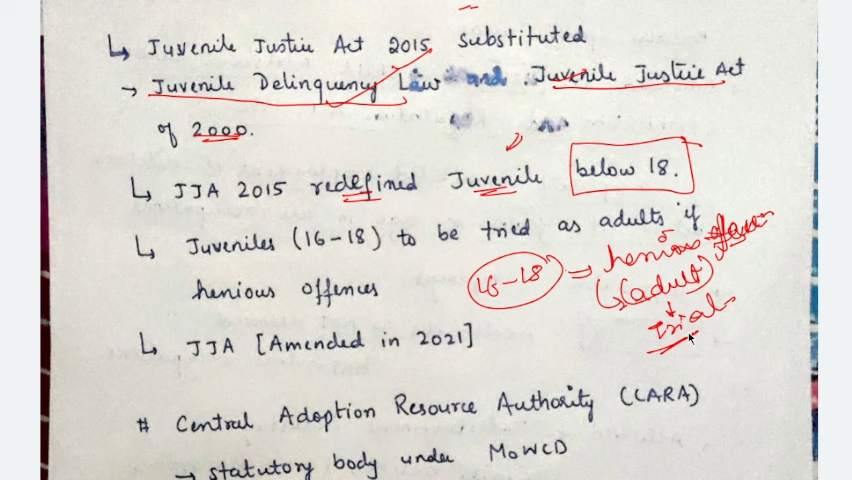 ↳ Juvenile Justice Act 2015 substituted
→ Juvenile Delinquency Law and Juvenile Justice Act
of 2000.
↳ JJA 2015 redefined Juvenile below 18.
↳ Juveniles (16-18) to be tried as adults if
henious offences
16-18 → henious
(adult)
↓
trial
↳ JJA [Amended in 2021]
# Central Adoption Resource Authority (CARA)
→ statutory body under MoWCD